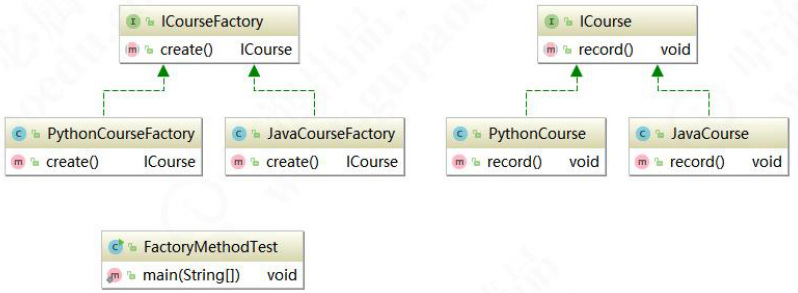 ICourseFactory
create() ICourse
ICourse
record() void
PythonCourseFactory
create() ICourse
JavaCourseFactory
create() ICourse
PythonCourse
record() void
JavaCourse
record() void
FactoryMethodTest
main(String[]) void